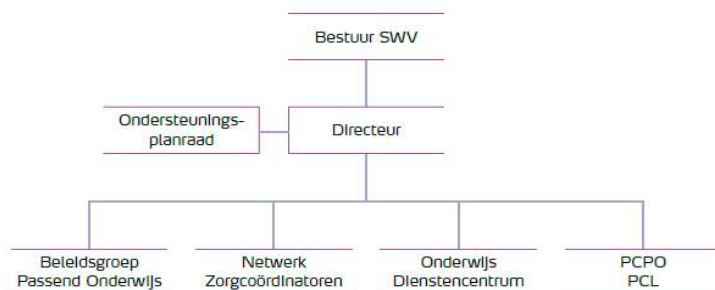 Bestuur SWV
Ondersteunings-
planraad
Directeur
Beleidsgroep
Passend Onderwijs
Netwerk
Zorgcoördinatoren
Onderwijs
Dienstencentrum
PCPO
PCL